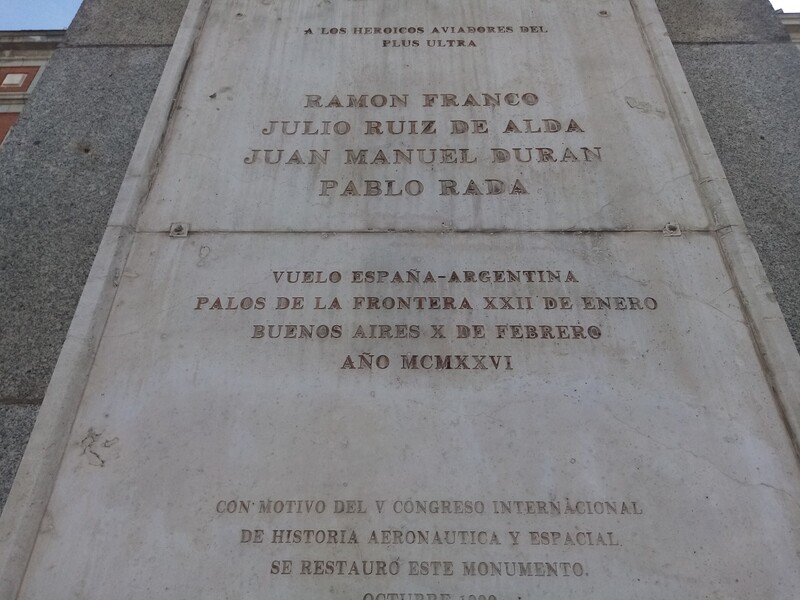 A LOS HEROICOS AVIADORES DEL
PLUS ULTRA
RAMON FRANCO
JULIO RUIZ DE ALDA
JUAN MANUEL DURAN
PABLO RADA
VUELO ESPAÑA-ARGENTINA
PALOS DE LA FRONTERA XXII DE ENERO
BUENOS AIRES X DE FEBRERO
AÑO MCMXXVI
CON MOTIVO DEL V CONGRESO INTERNACIONAL
DE HISTORIA AERONAUTICA Y ESPACIAL
SE RESTAURO ESTE MONUMENTO.
OCTUBRE